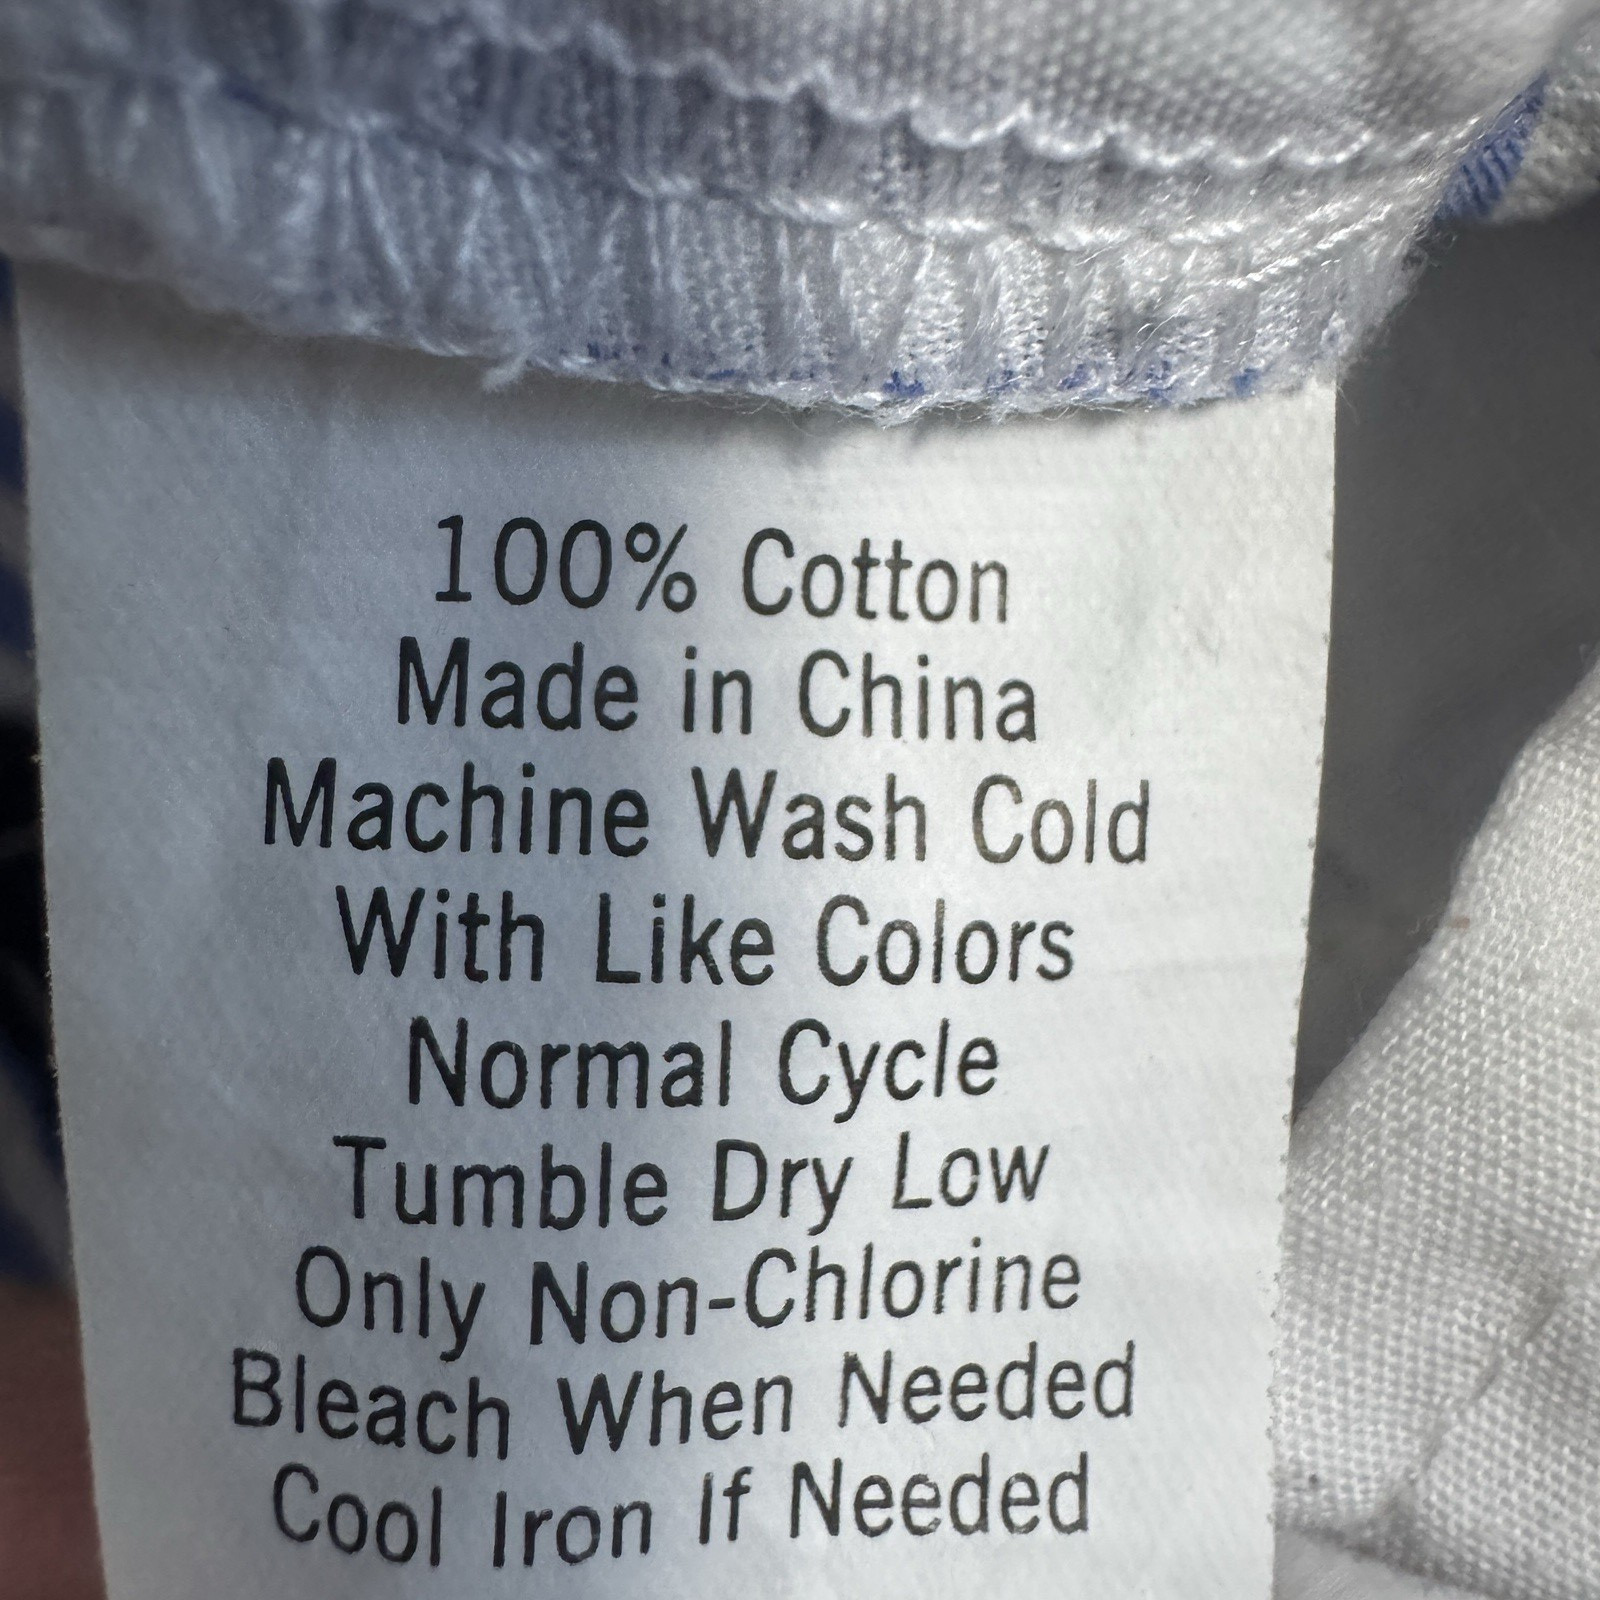 100% Cotton
Made in China
Machine Wash Cold
With Like Colors
Normal Cycle
Tumble Dry Low
Only Non-Chlorine
Bleach When Needed
Cool Iron If Needed